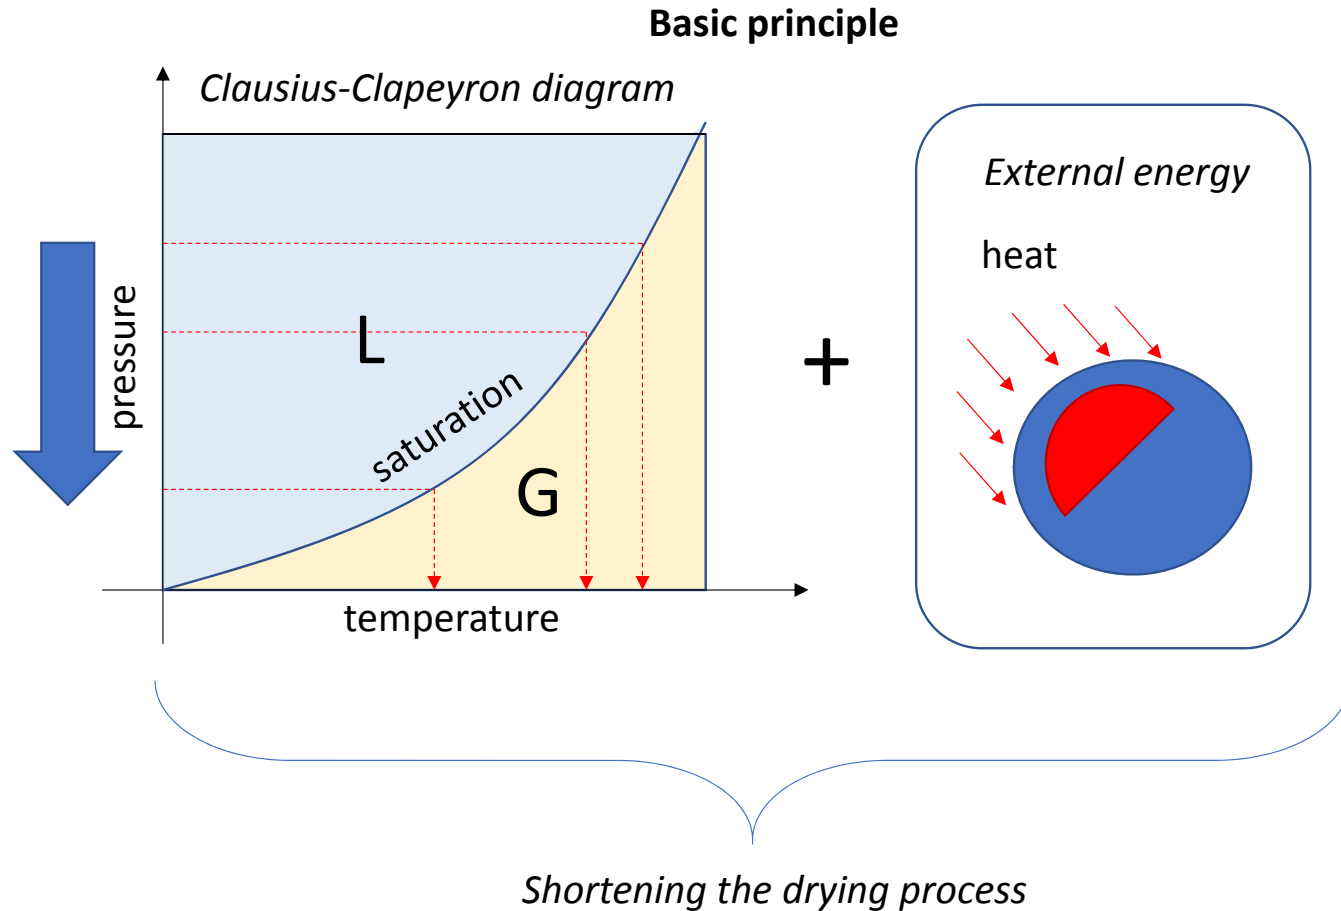 Basic principle
Clausius-Clapeyron diagram
pressure
L
saturation
G
temperature
+
External energy
heat
Shortening the drying process